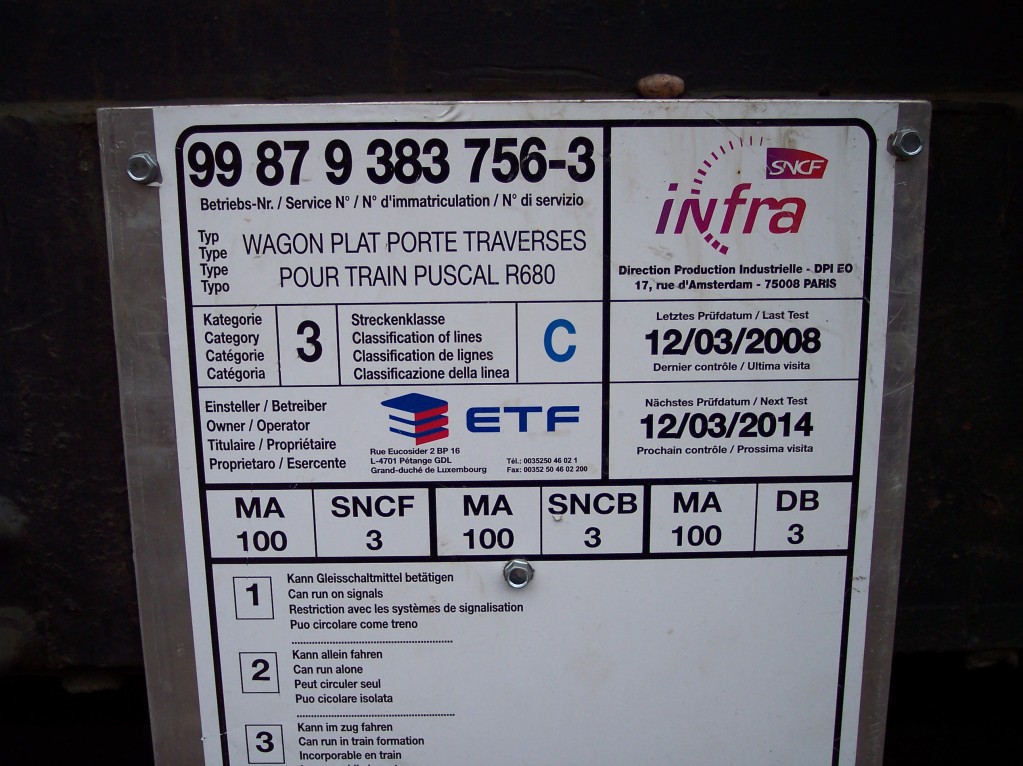 99 87 9 383 756-3
Betriebs-Nr. / Service N° / N° d'immatriculation / N° di servizio
Typ
Type
Type
Typo
WAGON PLAT PORTE TRAVERSES
POUR TRAIN PUSCAL R680
SNCF
infra
Direction Production Industrielle - DPI EO
17, rue d'Amsterdam - 75008 PARIS
Kategorie
Category
Catégorie
Catégoria
3
Streckenklasse
Classification of lines
Classification de lignes
Classificazione della linea
C
Letztes Prüfdatum / Last Test
12/03/2008
Dernier contrôle / Ultima visita
Einsteller / Betreiber
Owner / Operator
Titulaire / Propriétaire
Proprietaro / Esercente
ETF
Rue Eucosider 2 BP 16
L-4701 Pétange GDL
Grand-duché de Luxembourg
Tél.: 0035250 46 02 1
Fax: 00352 50 46 02 200
Nächstes Prüfdatum / Next Test
12/03/2014
Prochain contrôle / Prossima visita
MA 100
SNCF 3
MA 100
SNCB 3
MA 100
DB 3
1
Kann Gleisschaltmittel betätigen
Can run on signals
Restriction avec les systèmes de signalisation
Puo circolare come treno
2
Kann allein fahren
Can run alone
Peut circuler seul
Puo cicolare isolata
3
Kann im zug fahren
Can run in train formation
Incorporable en train